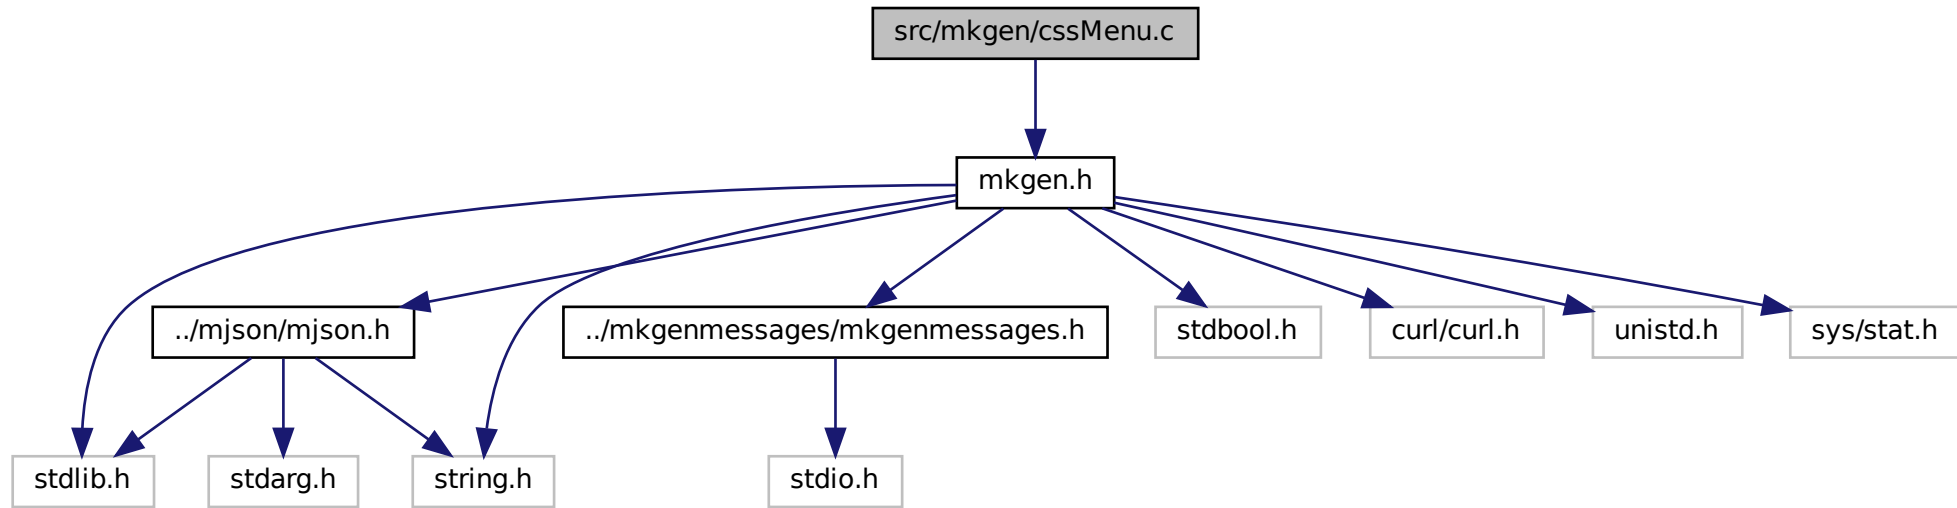 src/mkgen/cssMenu.c
mkgen.h
../mjson/mjson.h
../mkgenmessages/mkgenmessages.h
stdbool.h
curl/curl.h
unistd.h
sys/stat.h
stdlib.h
stdarg.h
string.h
stdio.h